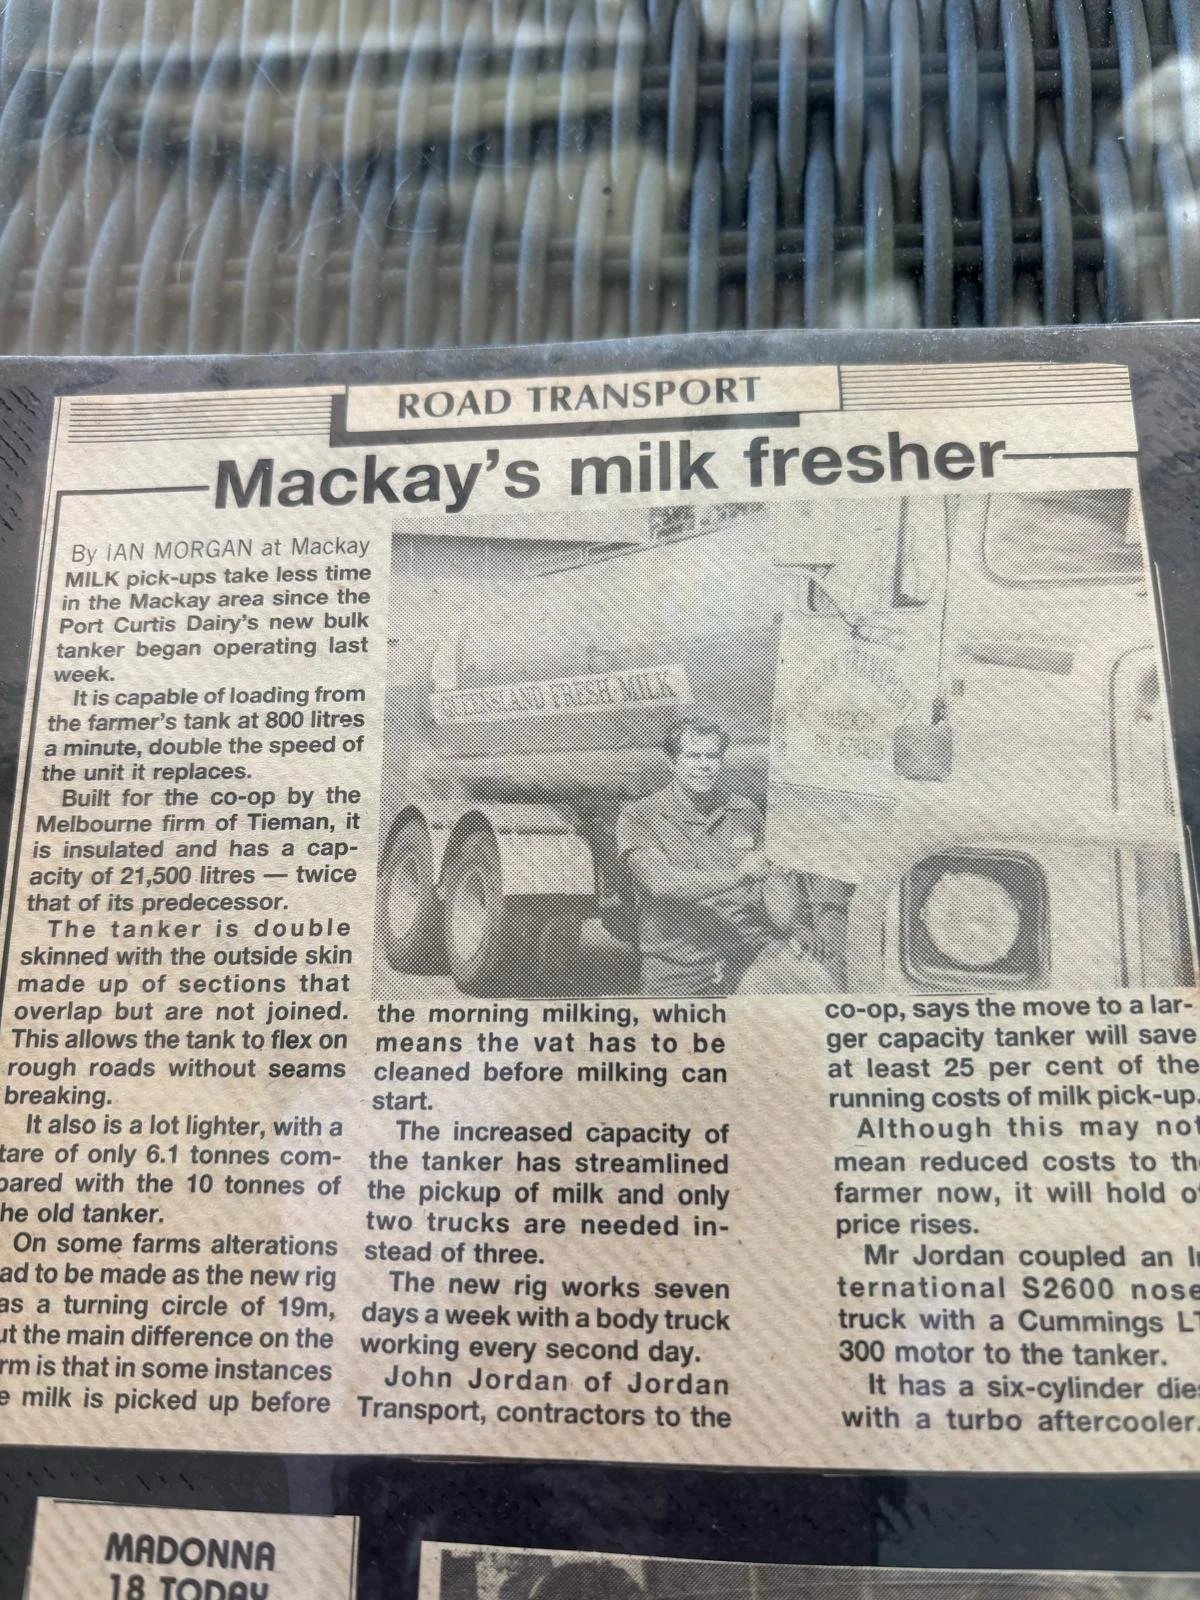 ROAD TRANSPORT
Mackay's milk fresher
By IAN MORGAN at Mackay
MILK pick-ups take less time
in the Mackay area since the
Port Curtis Dairy's new bulk
tanker began operating last
week.
It is capable of loading from
the farmer's tank at 800 litres
a minute, double the speed of
the unit it replaces.
Built for the co-op by the
Melbourne firm of Tieman, it
is insulated and has a cap-
acity of 21,500 litres — twice
that of its predecessor.
The tanker is double
skinned with the outside skin
made up of sections that
overlap but are not joined.
This allows the tank to flex on
rough roads without seams
breaking.
It also is a lot lighter, with a
tare of only 6.1 tonnes com-
pared with the 10 tonnes of
he old tanker.
On some farms alterations
ad to be made as the new rig
as a turning circle of 19m,
ut the main difference on the
rm is that in some instances
e milk is picked up before
QUEENSLAND FRESH MILK
the morning milking, which
means the vat has to be
cleaned before milking can
start.
The increased capacity of
the tanker has streamlined
the pickup of milk and only
two trucks are needed in-
stead of three.
The new rig works seven
days a week with a body truck
working every second day.
John Jordan of Jordan
Transport, contractors to the
co-op, says the move to a lar-
ger capacity tanker will save
at least 25 per cent of the
running costs of milk pick-up.
Although this may not
mean reduced costs to the
farmer now, it will hold of
price rises.
Mr Jordan coupled an In
ternational S2600 nose
truck with a Cummings LT
300 motor to the tanker.
It has a six-cylinder dies
with a turbo aftercooler.
MADONNA
18 TODAY